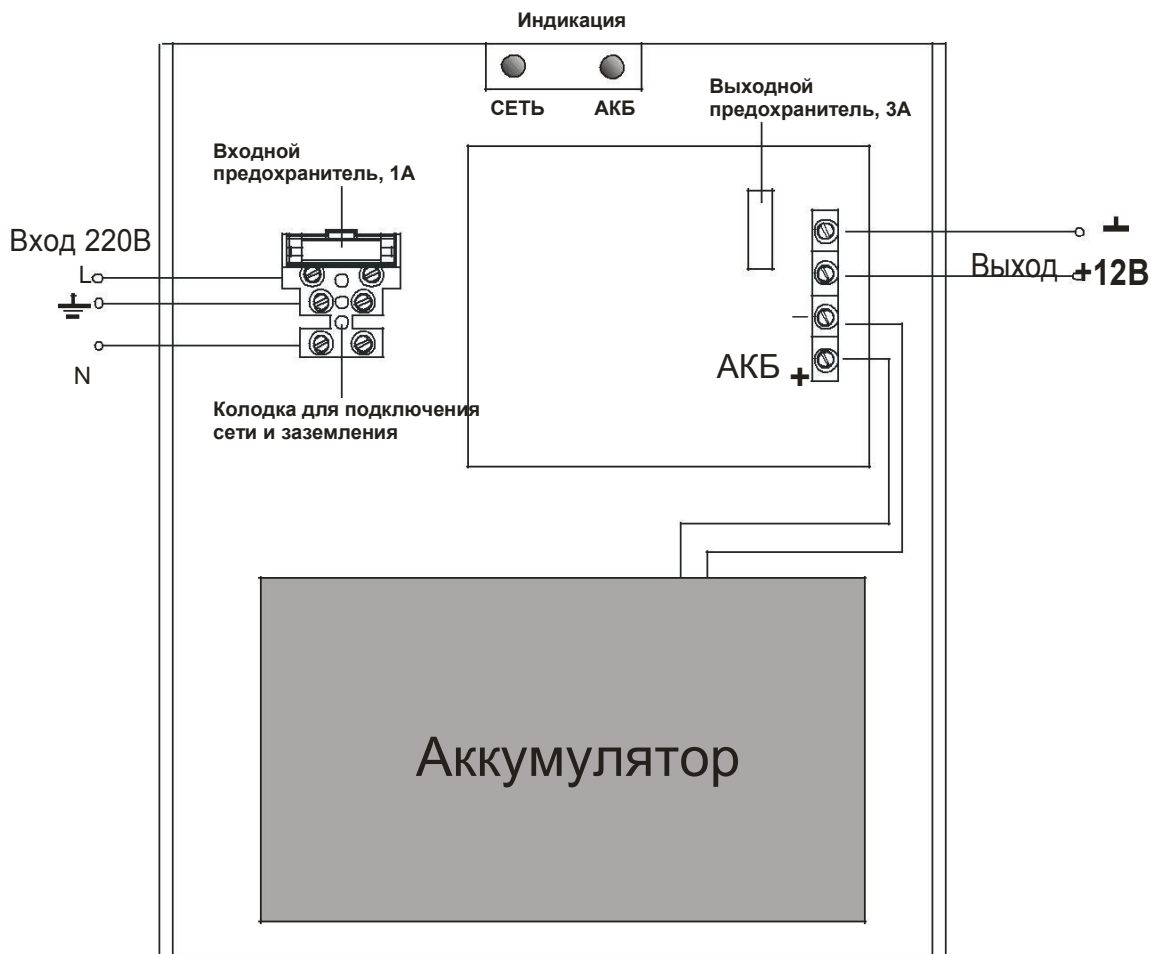 Индикация
СЕТЬ АКБ
Выходной
предохранитель, 3А
Входной
предохранитель, 1А
Вход 220В
L
N
Выход +12В
–
АКБ +
Колодка для подключения
сети и заземления
Аккумулятор